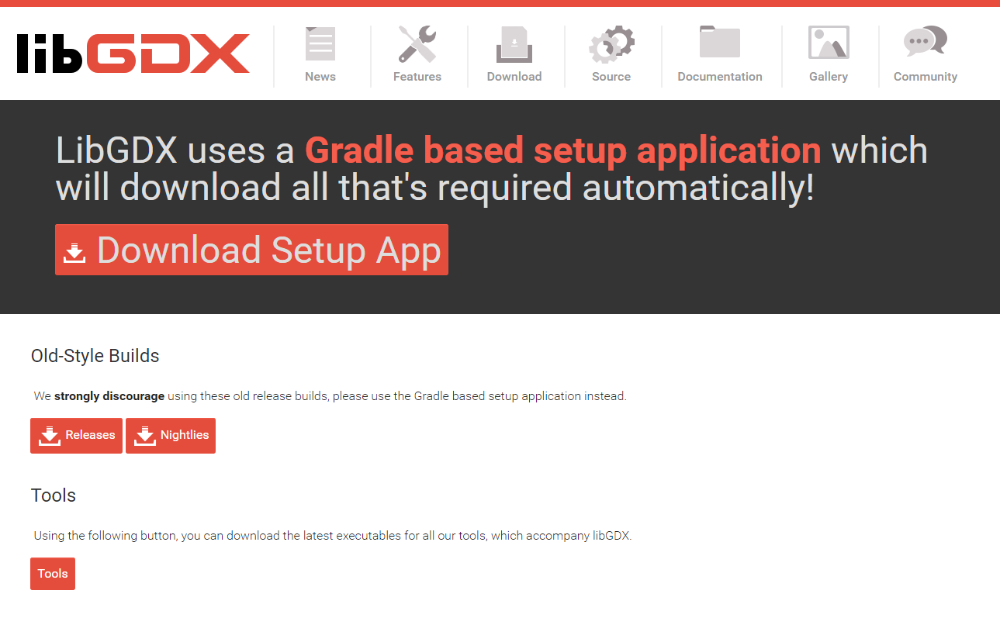 libGDX
News
Features
Download
Source
Documentation
Gallery
Community
LibGDX uses a Gradle based setup application which
will download all that's required automatically!
Download Setup App
Old-Style Builds
We strongly discourage using these old release builds, please use the Gradle based setup application instead.
Releases
Nightlies
Tools
Using the following button, you can download the latest executables for all our tools, which accompany libGDX.
Tools